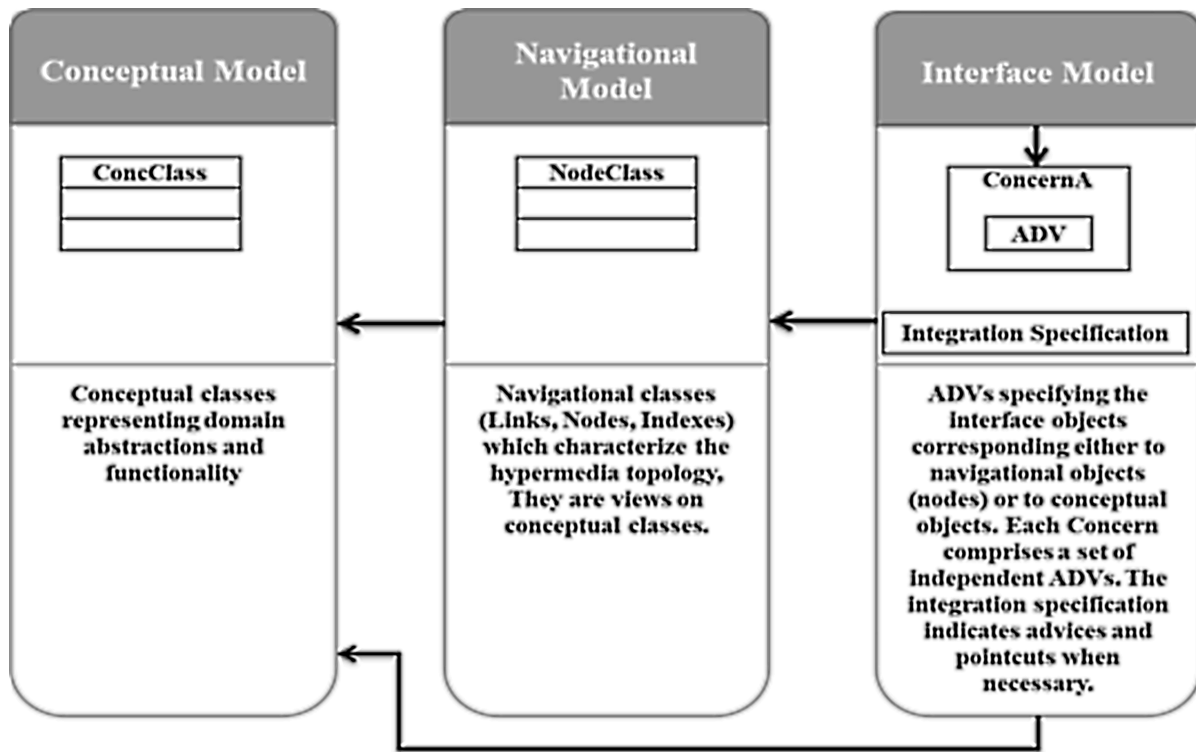 Conceptual Model
ConcClass
Conceptual classes
representing domain
abstractions and
functionality
Navigational
Model
NodeClass
Navigational classes
(Links, Nodes, Indexes)
which characterize the
hypermedia topology,
They are views on
conceptual classes.
Interface Model
ConcernA
ADV
Integration Specification
ADVs specifying the
interface objects
corresponding either to
navigational objects
(nodes) or to conceptual
objects. Each Concern
comprises a set of
independent ADVs. The
integration specification
indicates advices and
pointcuts when
necessary.